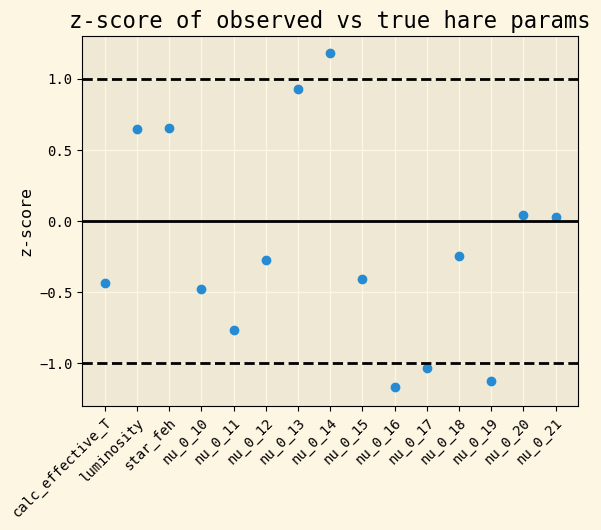 z-score of observed vs true hare params
z-score
1.0
0.5
0.0
−0.5
−1.0
calc_effective_T
luminosity
star_feh
nu_0_10
nu_0_11
nu_0_12
nu_0_13
nu_0_14
nu_0_15
nu_0_16
nu_0_17
nu_0_18
nu_0_19
nu_0_20
nu_0_21